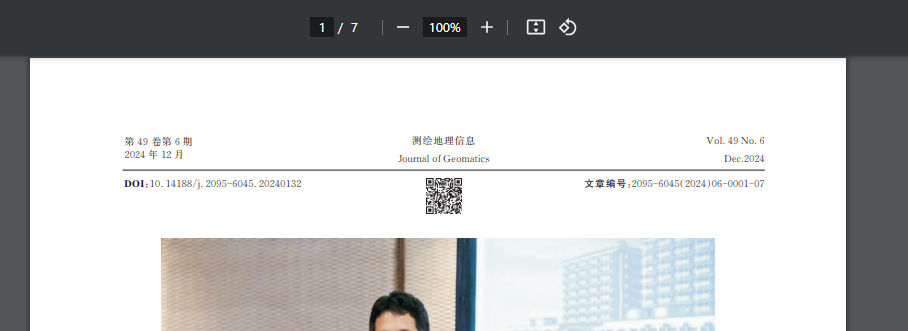 1 / 7
100%
第 49 卷第 6 期
测绘地理信息
Vol. 49 No. 6
2024 年 12 月
Journal of Geomatics
Dec.2024
DOI:10. 14188/j. 2095-6045. 20240132
文章编号:2095-6045(2024)06-0001-07